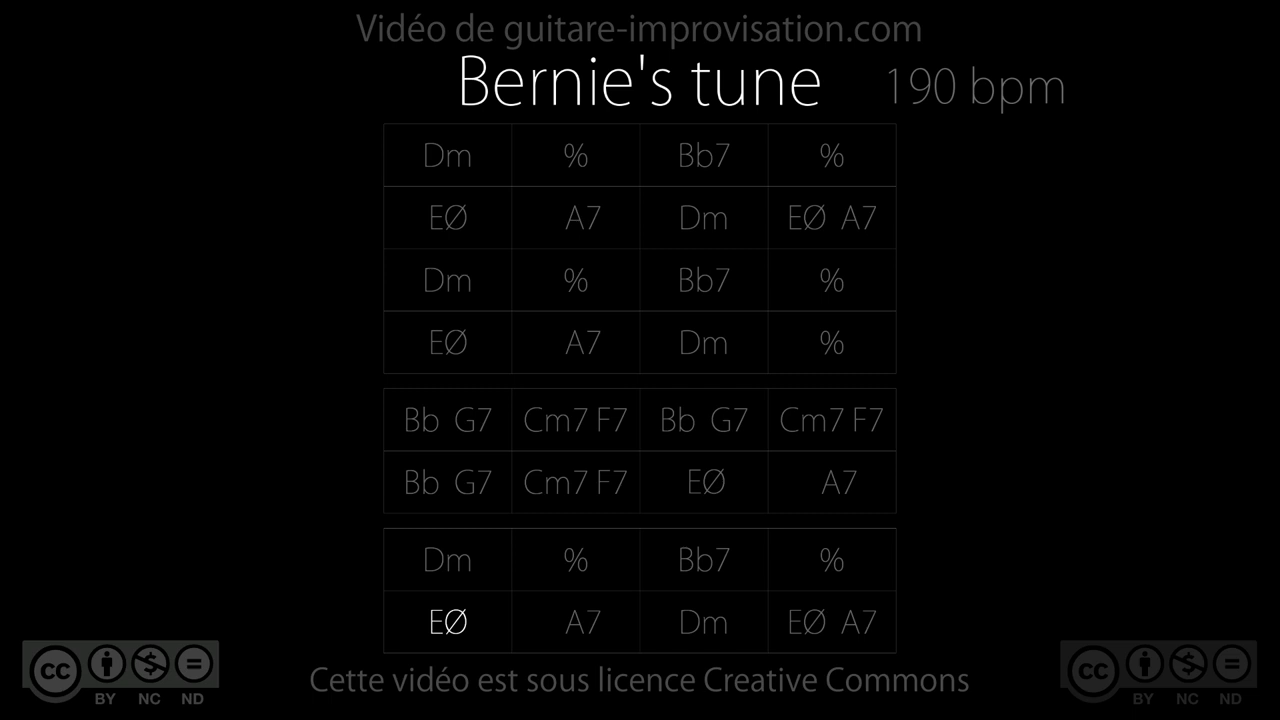 Vidéo de guitare-improvisation.com
Bernie's tune 190 bpm
Dm % Bb7 %
EØ A7 Dm EØ A7
Dm % Bb7 %
EØ A7 Dm %
Bb G7 Cm7 F7 Bb G7 Cm7 F7
Bb G7 Cm7 F7 EØ A7
Dm % Bb7 %
EØ A7 Dm EØ A7
cc BY NC ND
Cette vidéo est sous licence Creative Commons
cc BY NC ND